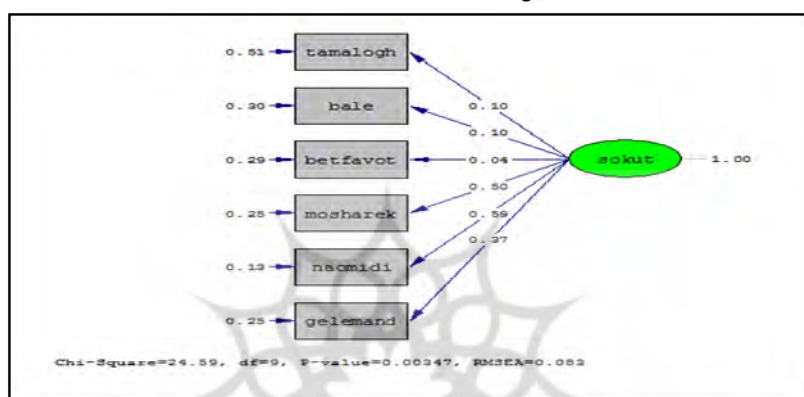 0.51 tamalogh
0.10
0.30 bale
0.10
0.29 betfavot 0.04 sokut 1.00
0.50
0.25 mosharek
0.59
0.13 naomidi
0.37
0.25 gelemand
Chi-Square=24.59, df=9, P-value=0.00347, RMSEA=0.083